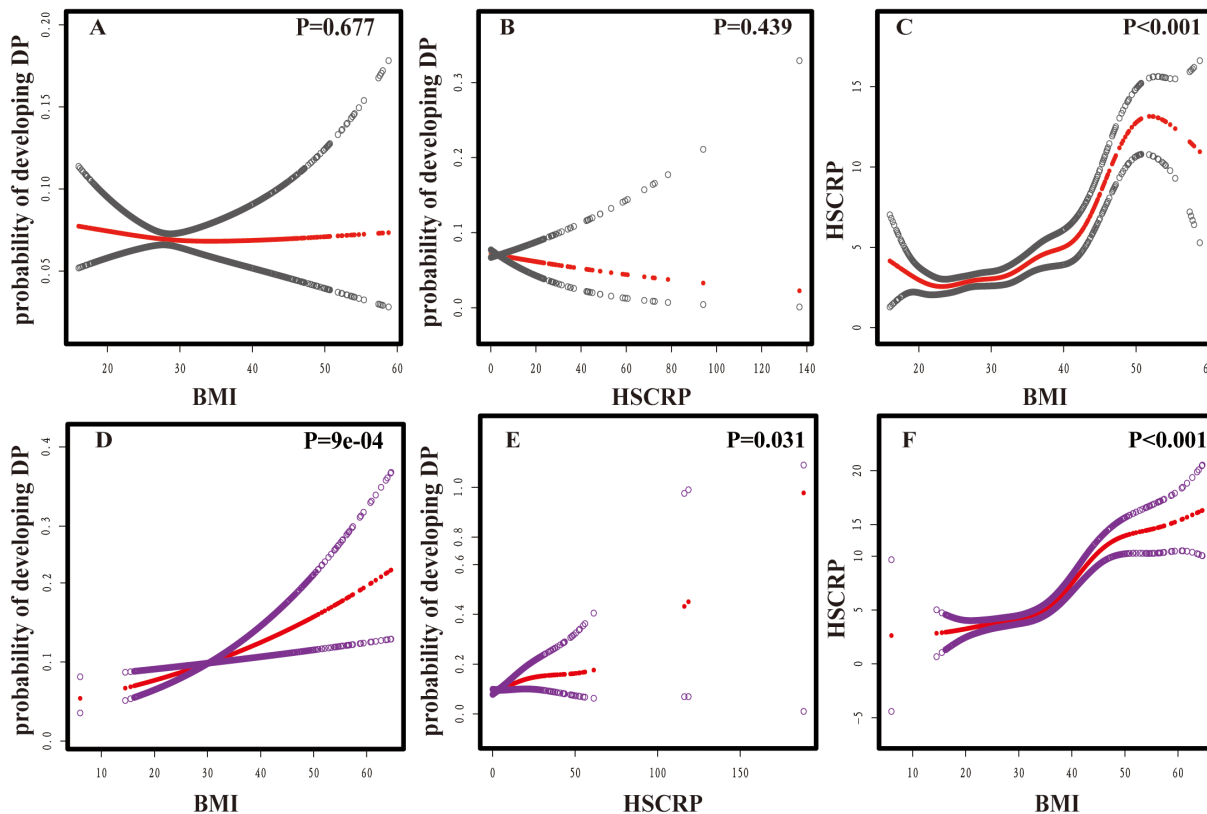 A
P=0.677
probability of developing DP
0.20
0.15
0.10
0.05
10 20 30 40 50 60
BMI
B
P=0.439
probability of developing DP
0.3
0.2
0.1
0.0
0 20 40 60 80 100 120 140
HSCRP
C
P<0.001
HSCRP
15
10
5
0
10 20 30 40 50
BMI
D
P=9e-04
probability of developing DP
0.4
0.3
0.2
0.1
0.0
10 20 30 40 50 60
BMI
E
P=0.031
probability of developing DP
1.0
0.8
0.6
0.4
0.2
0.0
0 50 100 150
HSCRP
F
P<0.001
HSCRP
20
15
10
5
0
−5
10 20 30 40 50 60
BMI